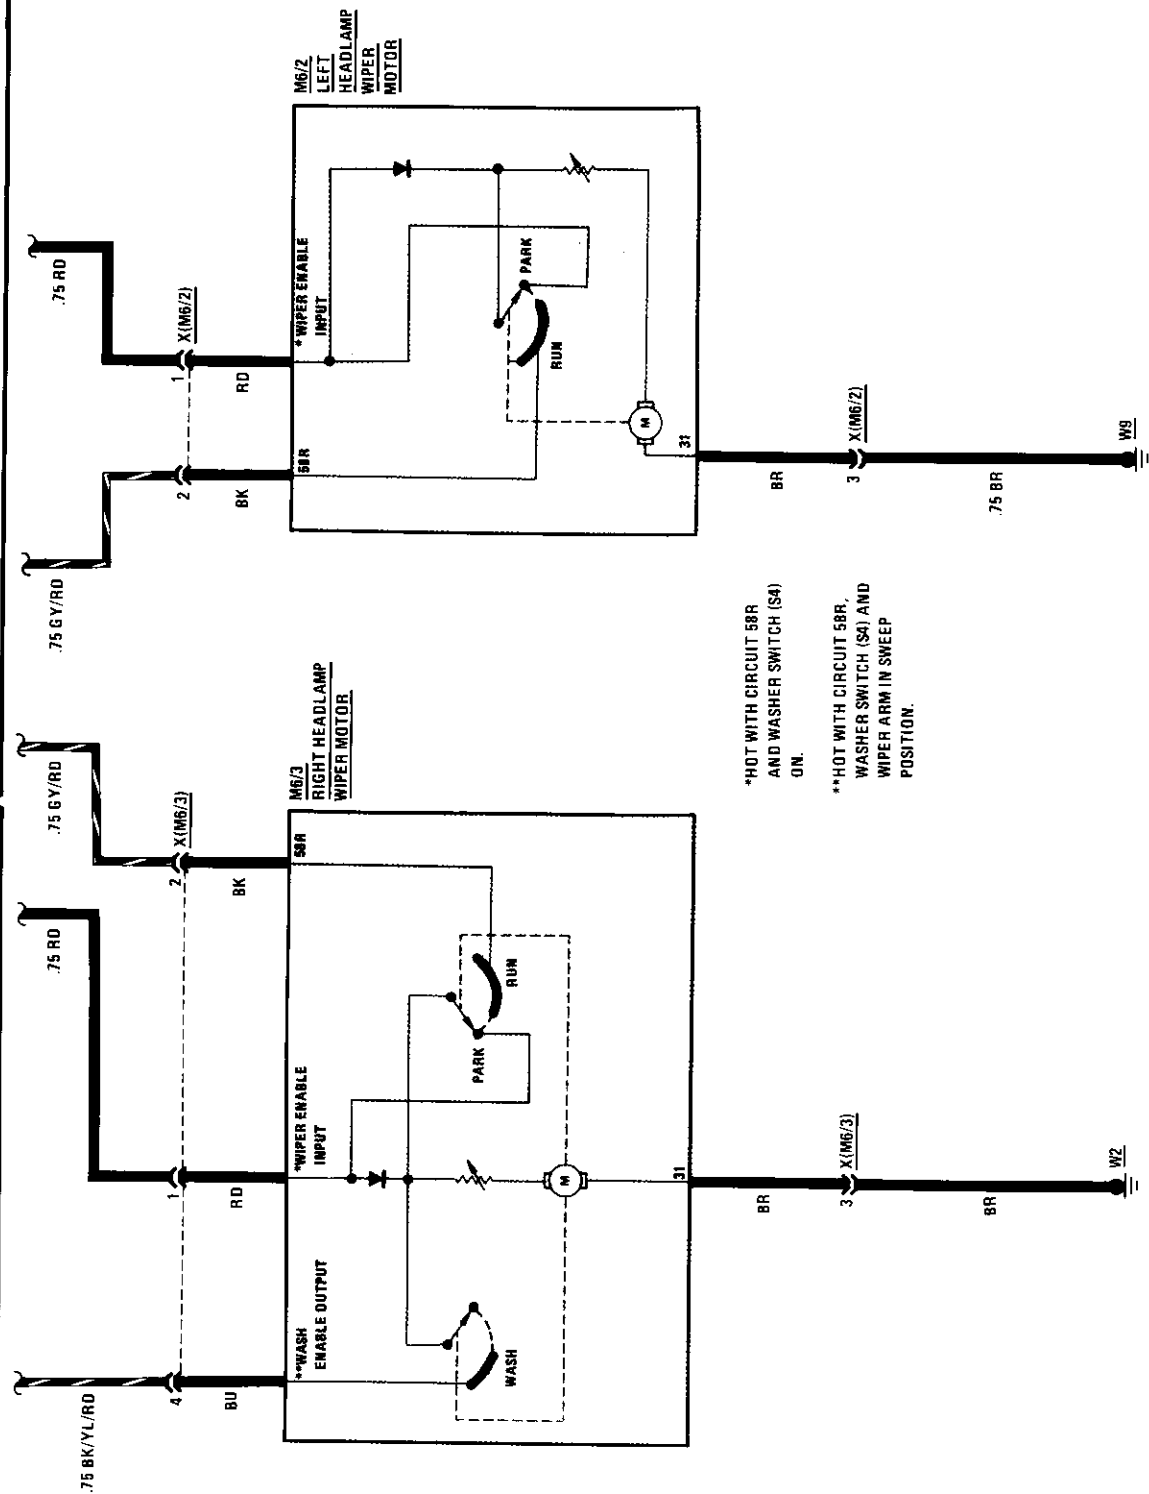 .75 BK/YL/RD
4
BU
.75 RD
1
RD
.75 GY/RD
2
X(M6/3)
BK
M6/3
RIGHT HEADLAMP
WIPER MOTOR
**WASH
ENABLE OUTPUT
*WIPER ENABLE
INPUT
58R
WASH
PARK
RUN
M
31
BR
3
X(M6/3)
BR
W2
.75 GY/RD
2
BK
.75 RD
1
X(M6/2)
RD
M6/2
LEFT
HEADLAMP
WIPER
MOTOR
58R
*WIPER ENABLE
INPUT
RUN
PARK
M
31
BR
3
X(M6/2)
.75 BR
W9
*HOT WITH CIRCUIT 58R
AND WASHER SWITCH (S4)
ON.
**HOT WITH CIRCUIT 58R,
WASHER SWITCH (S4) AND
WIPER ARM IN SWEEP
POSITION.